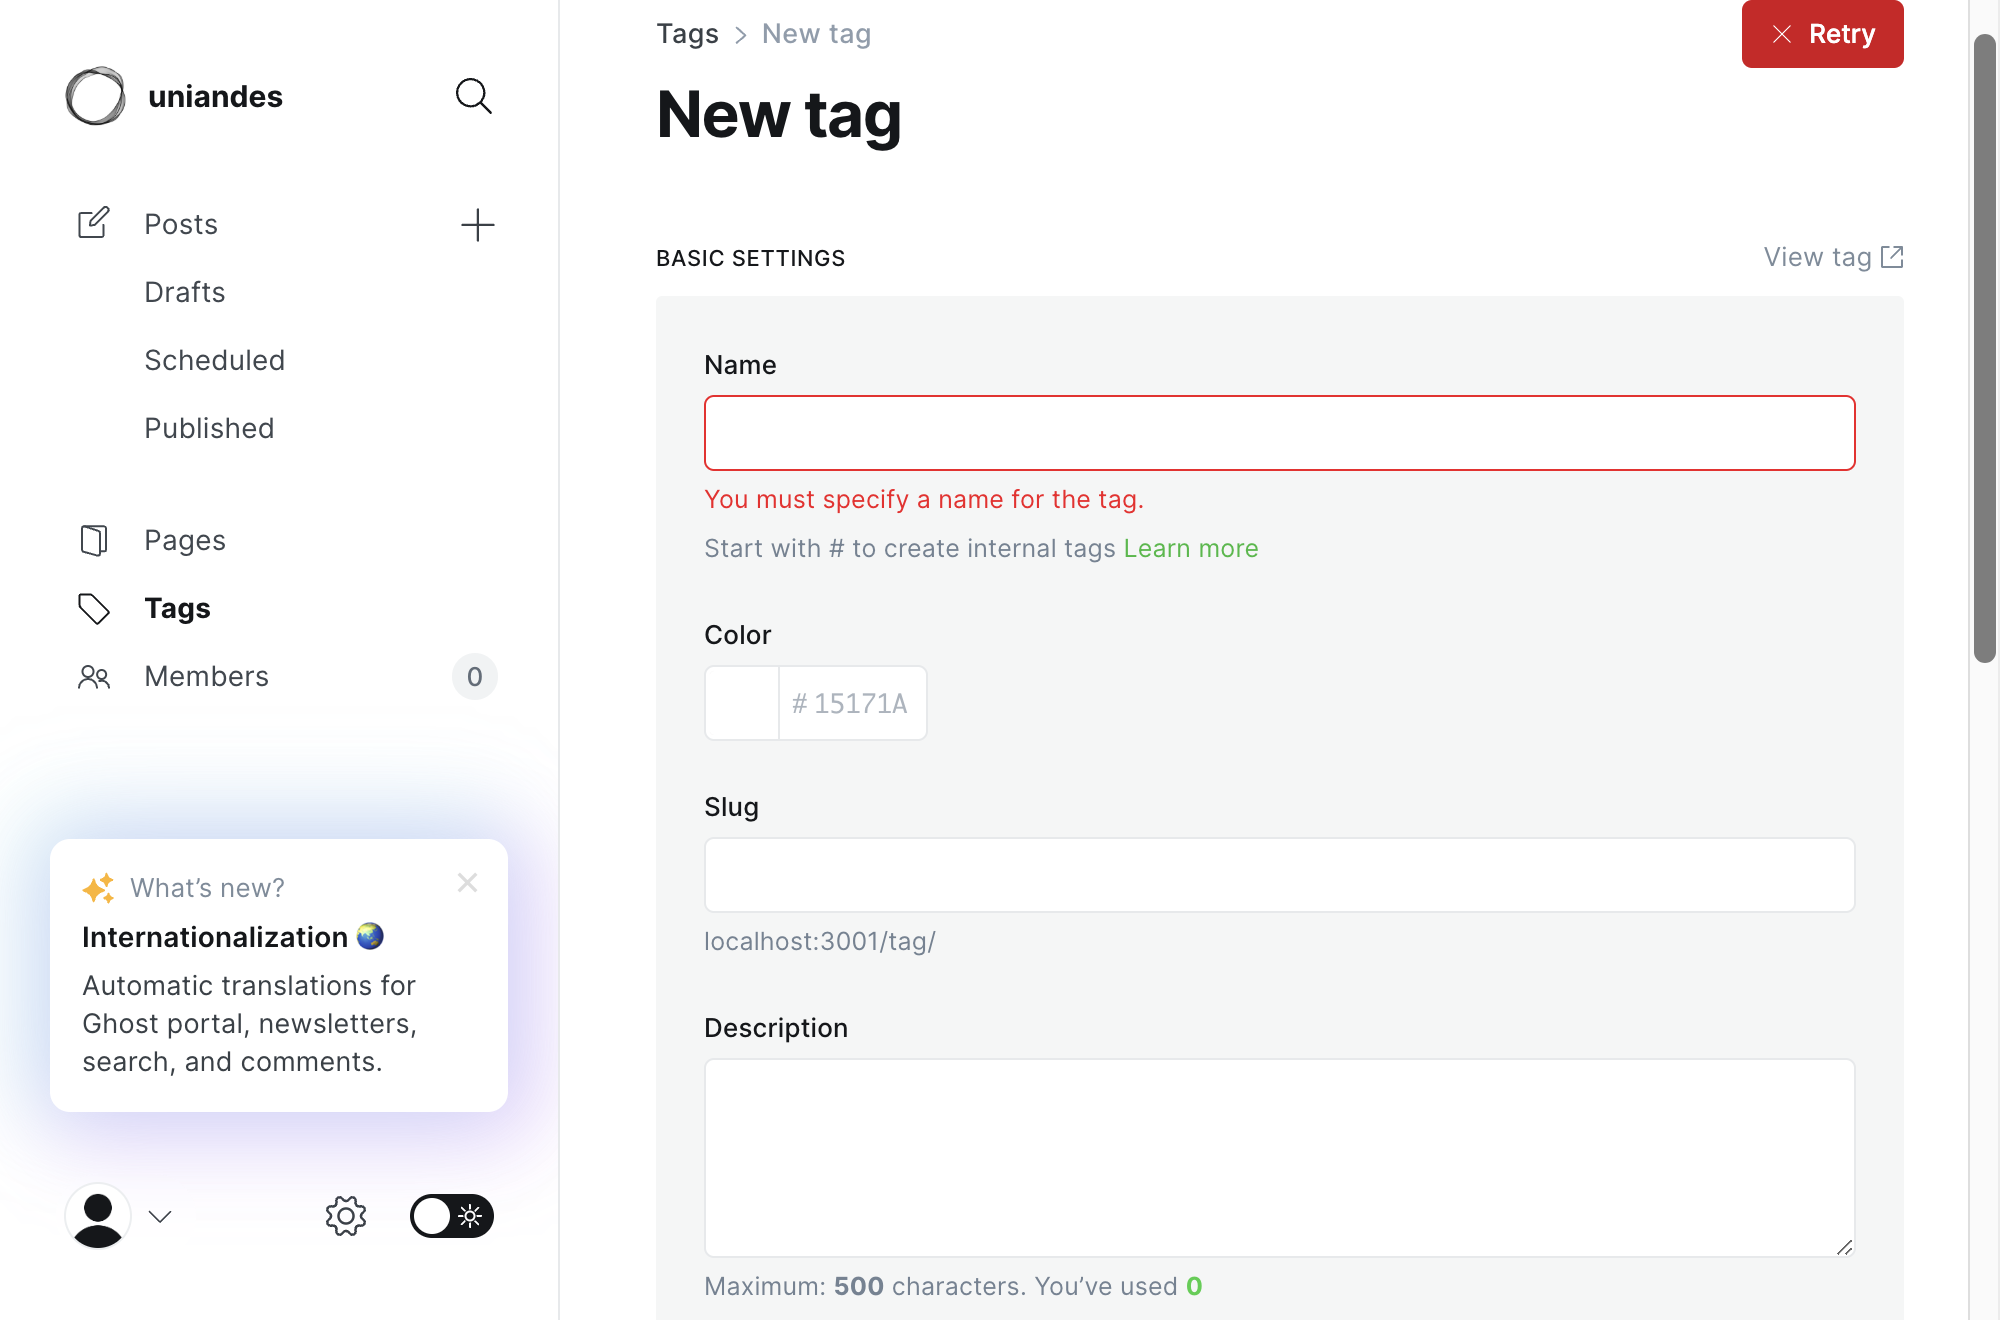 uniandes
Posts
Drafts
Scheduled
Published
Pages
Tags
Members 0
What’s new?
Internationalization
Automatic translations for
Ghost portal, newsletters,
search, and comments.
Tags > New tag
Retry
New tag
BASIC SETTINGS
View tag
Name
You must specify a name for the tag.
Start with # to create internal tags Learn more
Color
# 15171A
Slug
localhost:3001/tag/
Description
Maximum: 500 characters. You’ve used 0